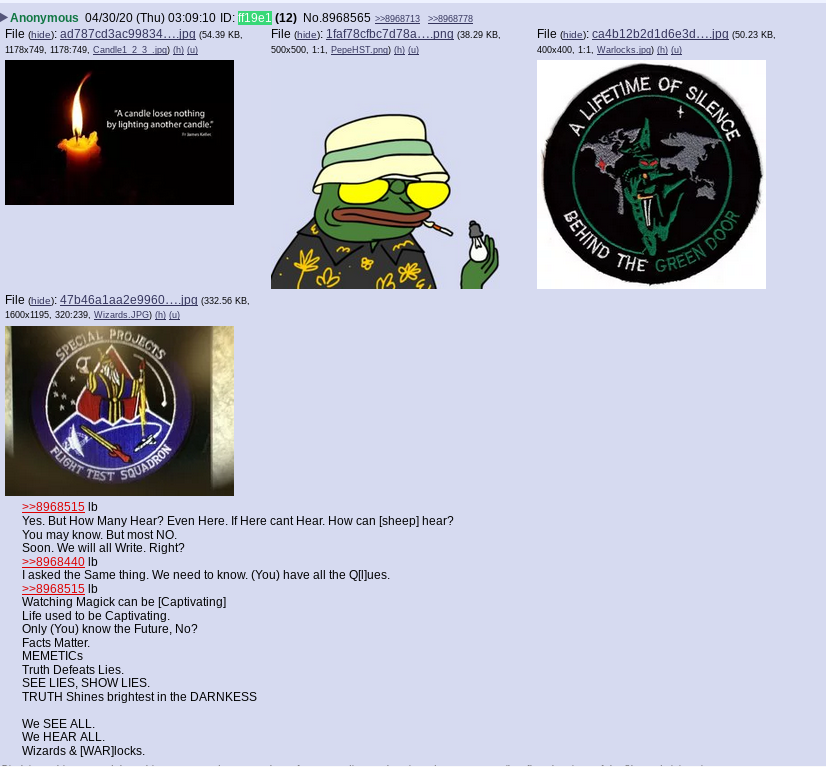 Anonymous 04/30/20 (Thu) 03:09:10 ID: ff19e1 (12) No.8968565 >>8968713 >>8968778
File (hide): ad787cd3ac99834….jpg (54.39 KB,
1178x749, 1178:749, Candle1_2_3_.jpg) (h) (u)
"A candle loses nothing
by lighting another candle."
Fr. James Keller
File (hide): 1faf78cfbc7d78a….png (38.29 KB,
500x500, 1:1, PepeHST.png) (h) (u)
File (hide): ca4b12b2d1d6e3d….jpg (50.23 KB,
400x400, 1:1, Warlocks.jpg) (h) (u)
A LIFETIME OF SILENCE
BEHIND THE GREEN DOOR
File (hide): 47b46a1aa2e9960….jpg (332.56 KB,
1600x1195, 320:239, Wizards.JPG) (h) (u)
SPECIAL PROJECTS
FLIGHT TEST SQUADRON
>>8968515 lb
Yes. But How Many Hear? Even Here. If Here cant Hear. How can [sheep] hear?
You may know. But most NO.
Soon. We will all Write. Right?
>>8968440 lb
I asked the Same thing. We need to know. (You) have all the Q[l]ues.
>>8968515 lb
Watching Magick can be [Captivating]
Life used to be Captivating.
Only (You) know the Future, No?
Facts Matter.
MEMETICs
Truth Defeats Lies.
SEE LIES, SHOW LIES.
TRUTH Shines brightest in the DARNKESS
We SEE ALL.
We HEAR ALL.
Wizards & [WAR]locks.